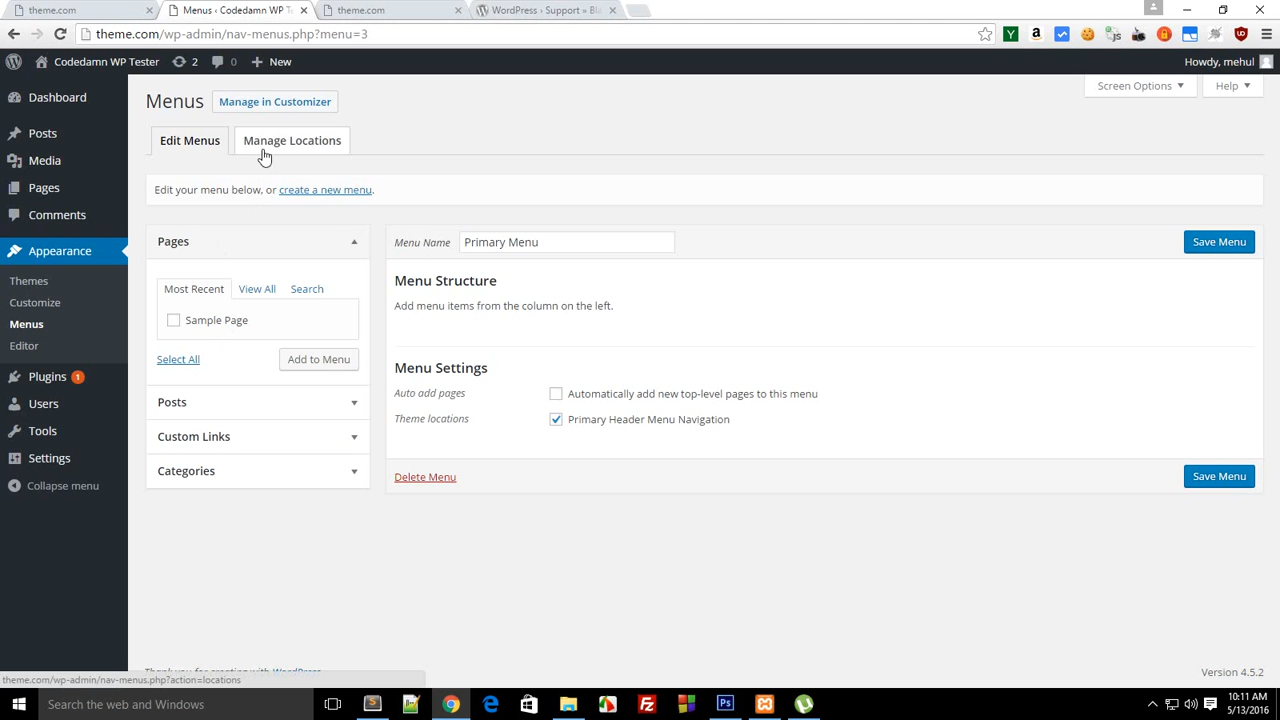 theme.com
Menus ‹ Codedamn WP Te
theme.com
WordPress › Support » Bla
theme.com/wp-admin/nav-menus.php?menu=3
Codedamn WP Tester
2
0
New
Howdy, mehul
Dashboard
Posts
Media
Pages
Comments
Appearance
Themes
Customize
Menus
Editor
Plugins 1
Users
Tools
Settings
Collapse menu
Screen Options
Help
Menus
Manage in Customizer
Edit Menus
Manage Locations
Edit your menu below, or create a new menu.
Pages
Most Recent
View All
Search
Sample Page
Select All
Add to Menu
Posts
Custom Links
Categories
Menu Name
Primary Menu
Save Menu
Menu Structure
Add menu items from the column on the left.
Menu Settings
Auto add pages
Automatically add new top-level pages to this menu
Theme locations
Primary Header Menu Navigation
Delete Menu
Save Menu
Thank you for creating with WordPress
Version 4.5.2
theme.com/wp-admin/nav-menus.php?action=locations
Search the web and Windows
10:11 AM
5/13/2016